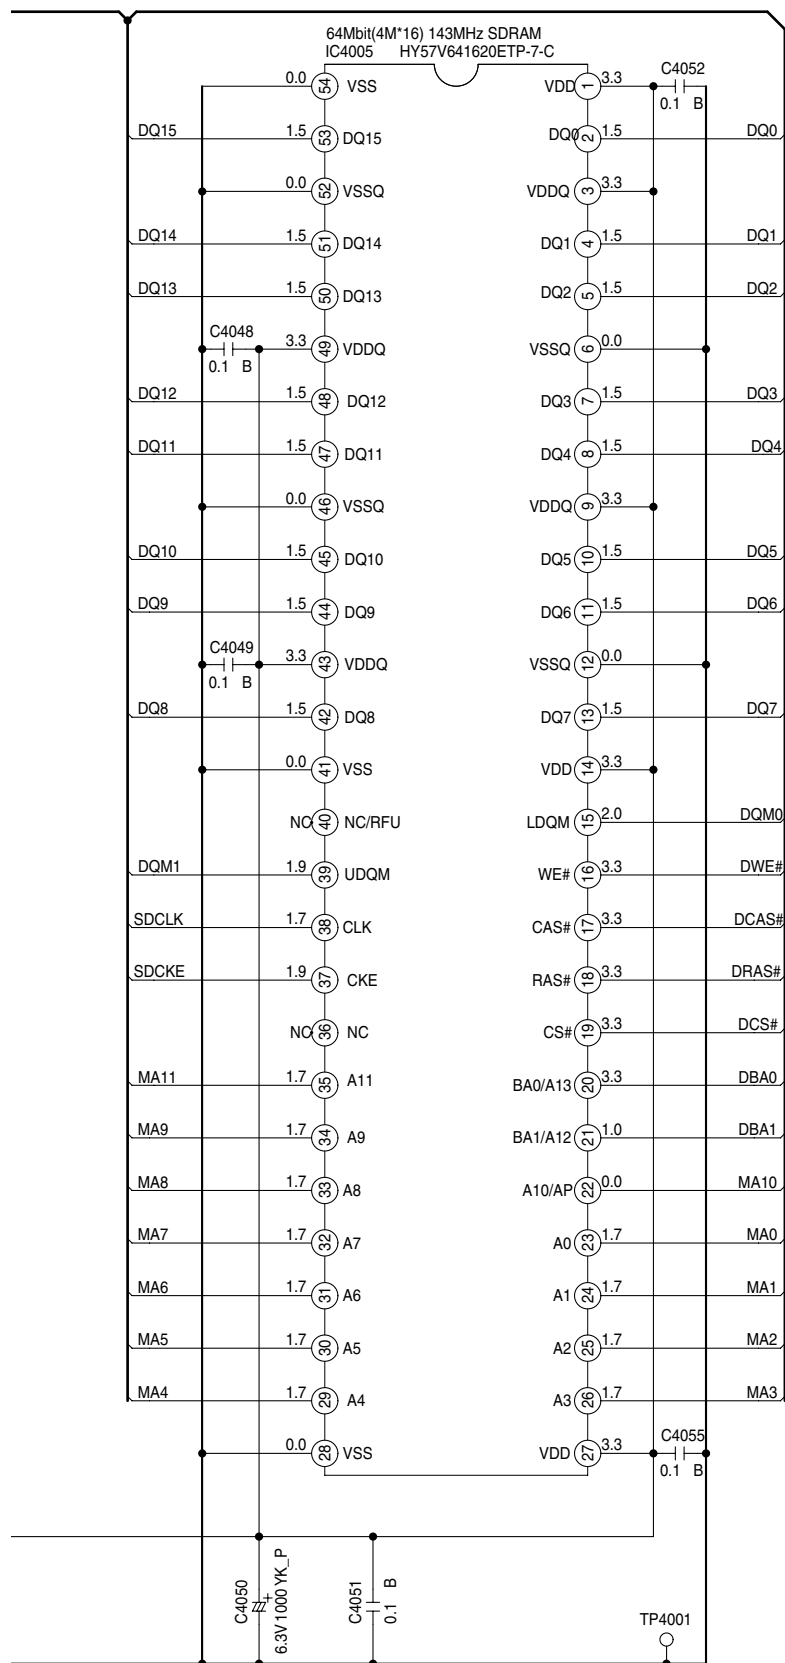 64Mbit(4M*16) 143MHz SDRAM
IC4005 HY57V641620ETP-7-C
0.0 54 VSS VDD 1 3.3 C4052
0.1 B
DQ15 1.5 53 DQ15 DQ0 2 1.5 DQ0
0.0 52 VSSQ VDDQ 3 3.3
DQ14 1.5 51 DQ14 DQ1 4 1.5 DQ1
DQ13 1.5 50 DQ13 DQ2 5 1.5 DQ2
C4048 3.3 49 VDDQ VSSQ 6 0.0
0.1 B
DQ12 1.5 48 DQ12 DQ3 7 1.5 DQ3
DQ11 1.5 47 DQ11 DQ4 8 1.5 DQ4
0.0 46 VSSQ VDDQ 9 3.3
DQ10 1.5 45 DQ10 DQ5 10 1.5 DQ5
DQ9 1.5 44 DQ9 DQ6 11 1.5 DQ6
C4049 3.3 43 VDDQ VSSQ 12 0.0
0.1 B
DQ8 1.5 42 DQ8 DQ7 13 1.5 DQ7
0.0 41 VSS VDD 14 3.3
NC 40 NC/RFU LDQM 15 2.0 DQM0
DQM1 1.9 39 UDQM WE# 16 3.3 DWE#
SDCLK 1.7 38 CLK CAS# 17 3.3 DCAS#
SDCKE 1.9 37 CKE RAS# 18 3.3 DRAS#
NC 36 NC CS# 19 3.3 DCS#
MA11 1.7 35 A11 BA0/A13 20 3.3 DBA0
MA9 1.7 34 A9 BA1/A12 21 1.0 DBA1
MA8 1.7 33 A8 A10/AP 22 0.0 MA10
MA7 1.7 32 A7 A0 23 1.7 MA0
MA6 1.7 31 A6 A1 24 1.7 MA1
MA5 1.7 30 A5 A2 25 1.7 MA2
MA4 1.7 29 A4 A3 26 1.7 MA3
0.0 28 VSS VDD 27 3.3 C4055
0.1 B
C4050
+
6.3V 1000 YK_P
C4051
0.1 B
TP4001